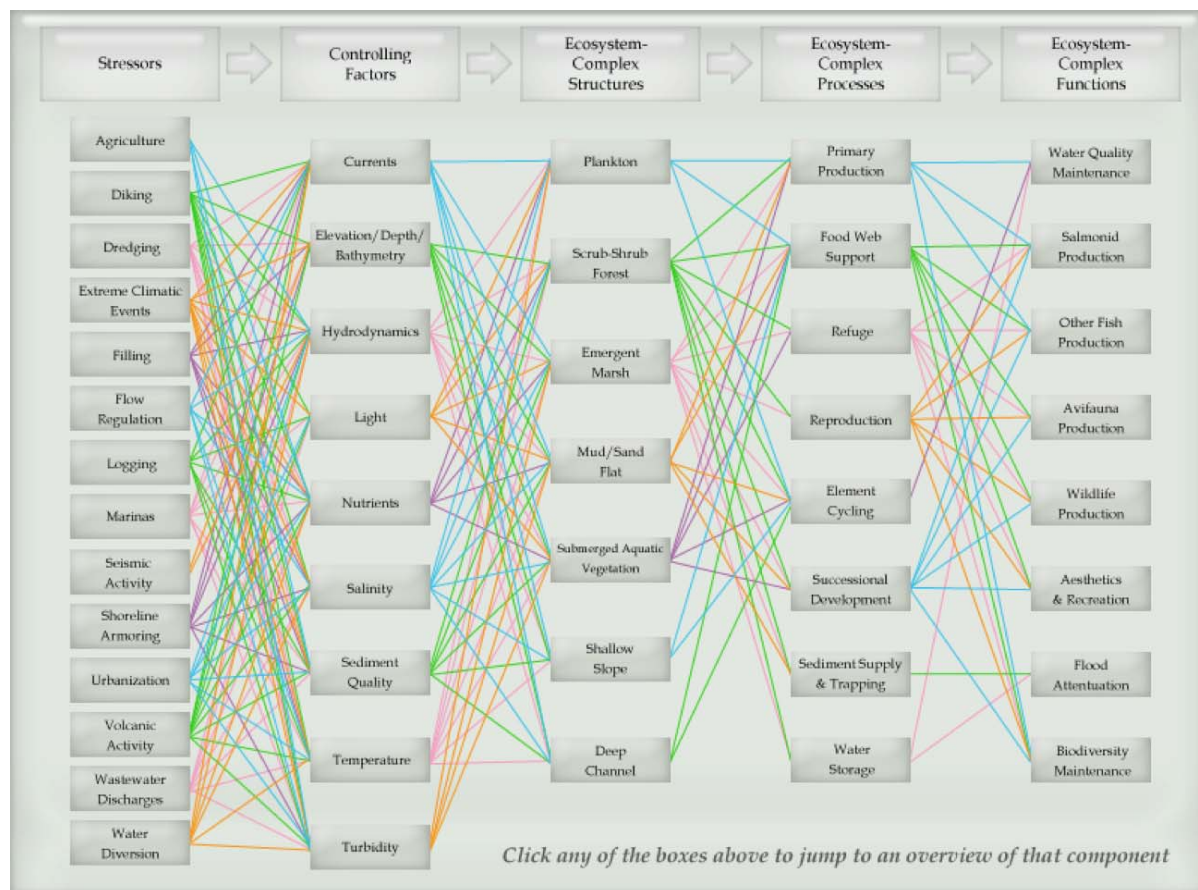 Stressors
Controlling
Factors
Ecosystem-
Complex
Structures
Ecosystem-
Complex
Processes
Ecosystem-
Complex
Functions
Agriculture
Diking
Dredging
Extreme Climatic
Events
Filling
Flow
Regulation
Logging
Marinas
Seismic
Activity
Shoreline
Armoring
Urbanization
Volcanic
Activity
Wastewater
Discharges
Water
Diversion
Currents
Elevation/Depth/
Bathymetry
Hydrodynamics
Light
Nutrients
Salinity
Sediment
Quality
Temperature
Turbidity
Plankton
Scrub-Shrub
Forest
Emergent
Marsh
Mud/Sand
Flat
Submerged Aquatic
Vegetation
Shallow
Slope
Deep
Channel
Primary
Production
Food Web
Support
Refuge
Reproduction
Element
Cycling
Successional
Development
Sediment Supply
& Trapping
Water
Storage
Water Quality
Maintenance
Salmonid
Production
Other Fish
Production
Avifauna
Production
Wildlife
Production
Aesthetics
& Recreation
Flood
Attentuation
Biodiversity
Maintenance
Click any of the boxes above to jump to an overview of that component